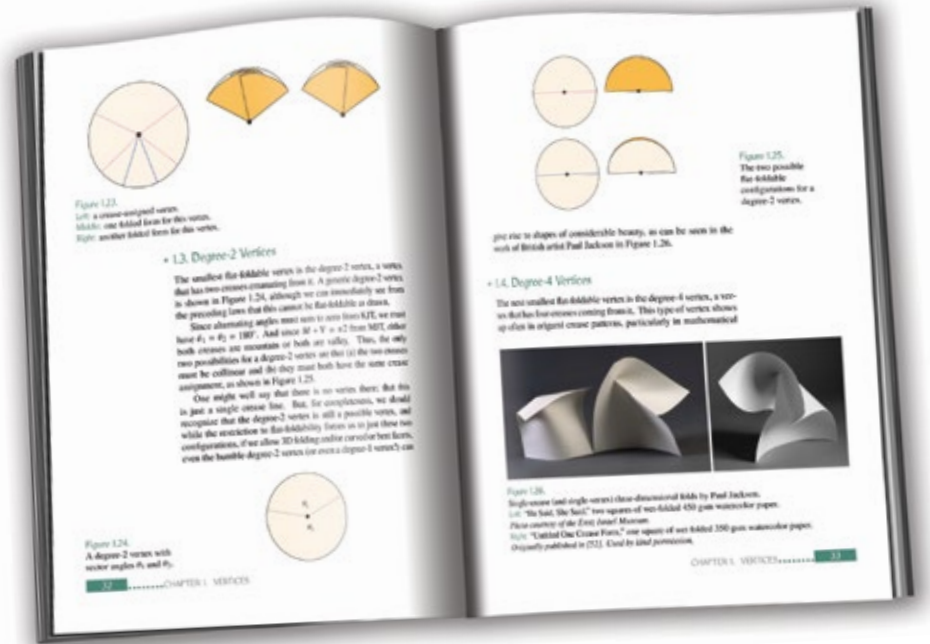 Figure 1.23.
Left: a crease-assigned vertex.
Middle: one folded form for this vertex.
Right: another folded form for this vertex.
1.3. Degree-2 Vertices
The smallest flat-foldable vertex is the degree-2 vertex, a vertex
that has two creases emanating from it. A generic degree-2 vertex
is shown in Figure 1.24, although we can immediately see from
the preceding laws that this cannot be flat-foldable as drawn.
Since alternating angles must sum to zero from KJT, we must
have θ₁ = θ₂ = 180°. And since M − V = ±2 from MJT, either
both creases are mountain or both are valley. Thus, the only
two possibilities for a degree-2 vertex are that (a) the two creases
must be collinear and (b) they must both have the same crease
assignment, as shown in Figure 1.25.
One might well say that there is no vertex there; that this
is just a single crease line. But, for completeness, we should
recognize that the degree-2 vertex is still a possible vertex, and
while the restriction to flat-foldability forces us to just these two
configurations, if we allow 3D folding and/or curved or bent facets,
even the humble degree-2 vertex (or even a degree-1 vertex!) can
θ₁
θ₂
Figure 1.24.
A degree-2 vertex with
sector angles θ₁ and θ₂.
32 CHAPTER 1. VERTICES
Figure 1.25.
The two possible
flat-foldable
configurations for a
degree-2 vertex.
give rise to shapes of considerable beauty, as can be seen in the
work of British artist Paul Jackson in Figure 1.26.
1.4. Degree-4 Vertices
The next smallest flat-foldable vertex is the degree-4 vertex, a ver-
tex that has four creases coming from it. This type of vertex shows
up often in origami crease patterns, particularly in mathematical
Figure 1.26.
Single-crease (and single-vertex) three-dimensional folds by Paul Jackson.
Left: "He Said, She Said," two squares of wet-folded 450 gsm watercolor paper.
Photo courtesy of the Eretz Israel Museum.
Right: "Untitled One Crease Form," one square of wet-folded 350 gsm watercolor paper.
Originally published in [52]. Used by kind permission.
CHAPTER 1. VERTICES 33